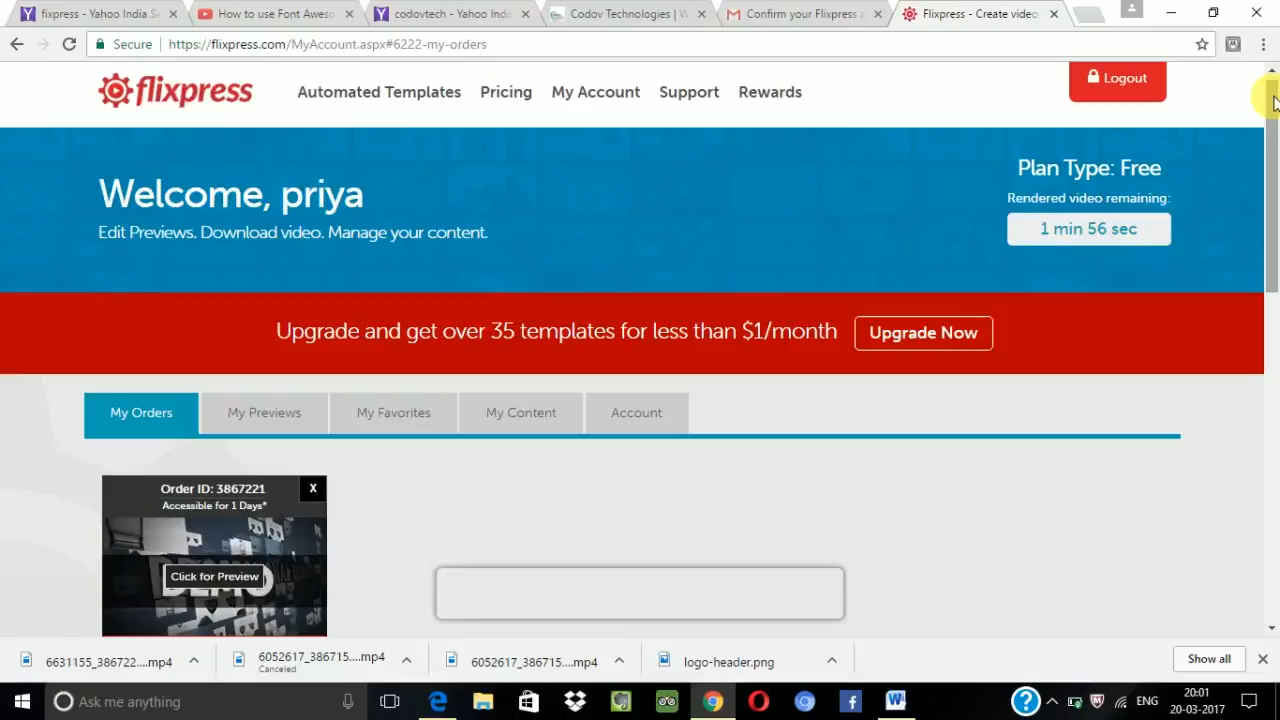 fixpress - Yahoo India Se
How to use Font Aweso
codovtech - Yahoo India
Codov Technologies | W
Confirm your Flixpress a
Flixpress - Create video
Secure
https://flixpress.com/MyAccount.aspx#6222-my-orders
flixpress
Automated Templates
Pricing
My Account
Support
Rewards
Logout
Welcome, priya
Edit Previews. Download video. Manage your content.
Plan Type: Free
Rendered video remaining:
1 min 56 sec
Upgrade and get over 35 templates for less than $1/month
Upgrade Now
My Orders
My Previews
My Favorites
My Content
Account
Order ID: 3867221
X
Accessible for 1 Days*
DEMO
Click for Preview
6631155_386722....mp4
6052617_386715....mp4
Canceled
6052617_386715....mp4
logo-header.png
Show all
Ask me anything
ENG
20:01
20-03-2017